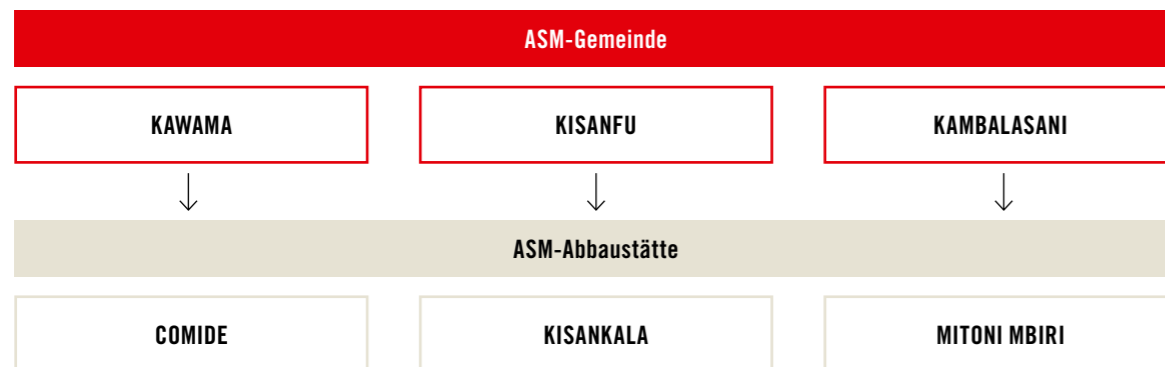 ASM-Gemeinde
KAWAMA KISANFU KAMBALASANI
ASM-Abbaustätte
COMIDE KISANKALA MITONI MBIRI